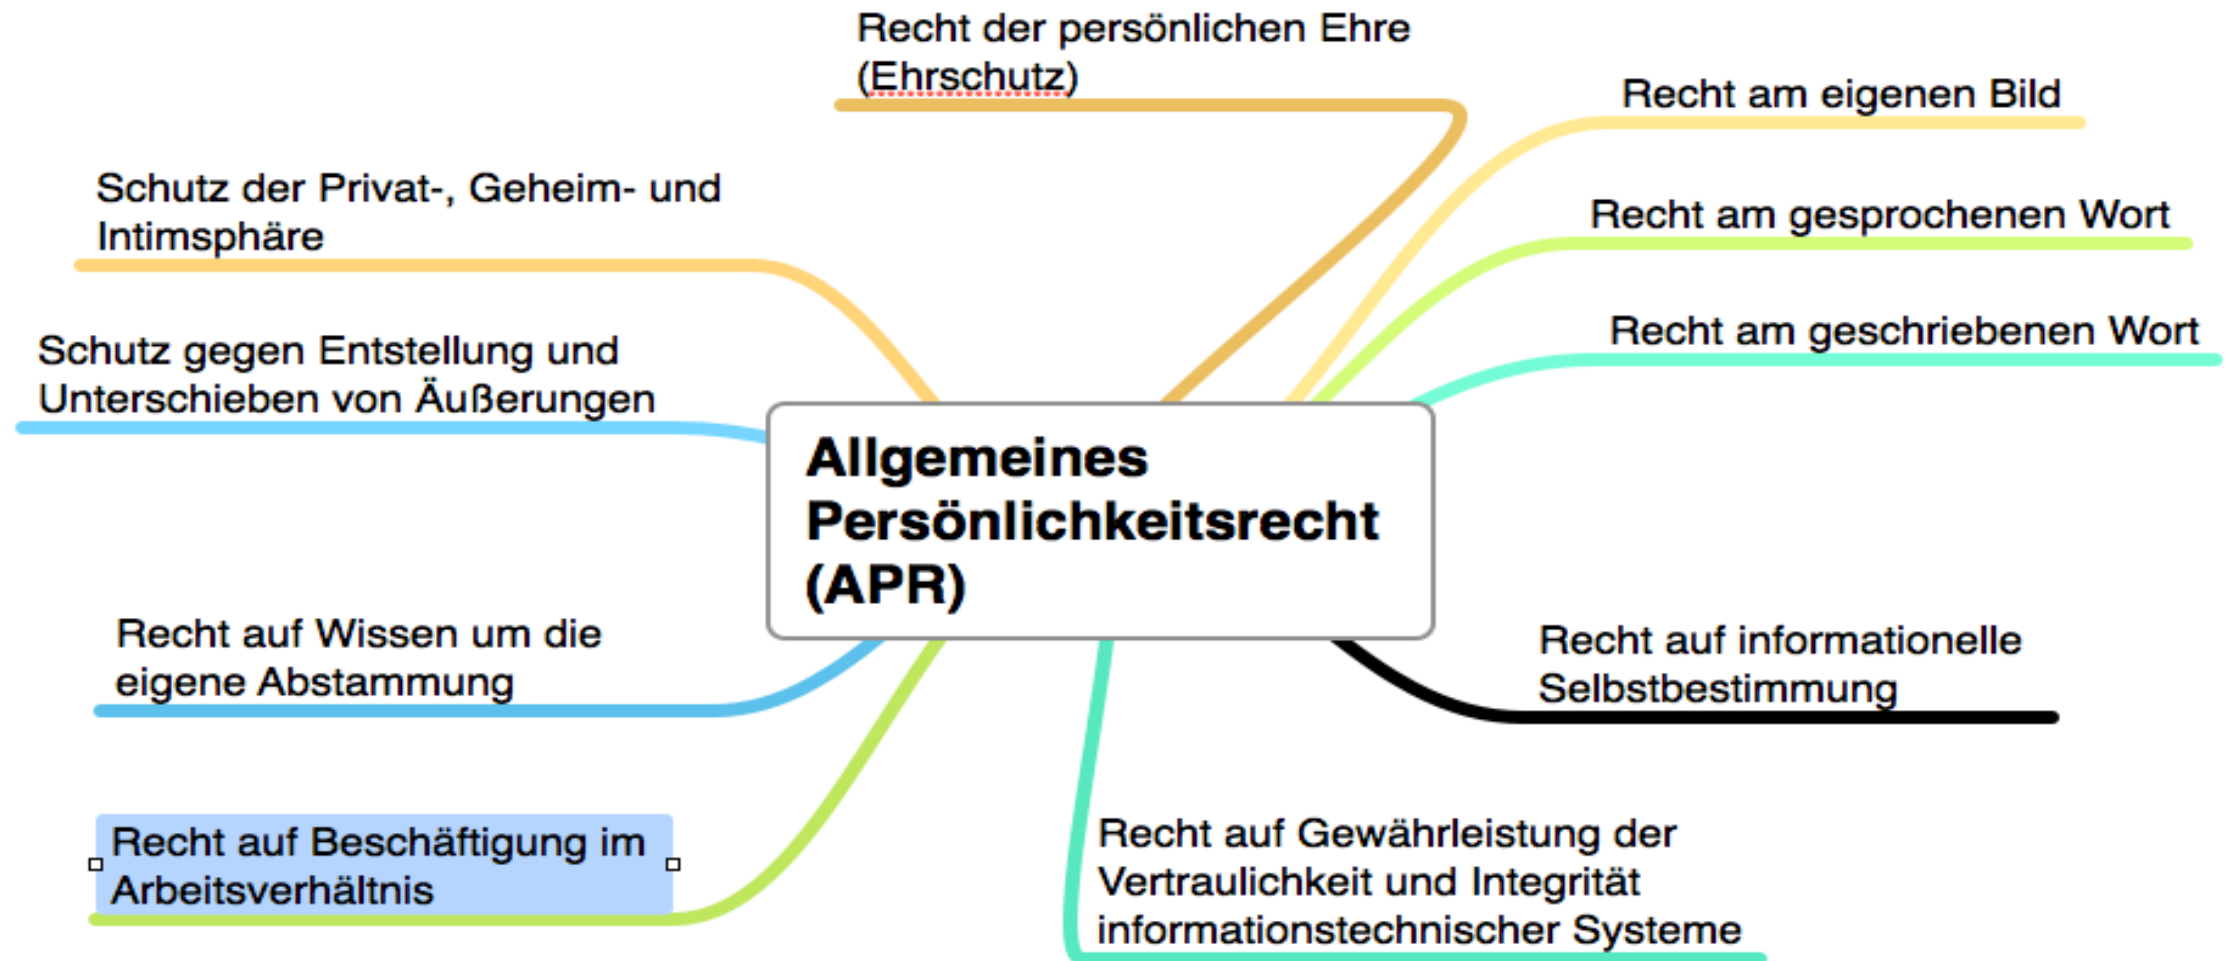 Recht der persönlichen Ehre
(Ehrschutz)
Recht am eigenen Bild
Schutz der Privat-, Geheim- und
Intimsphäre
Recht am gesprochenen Wort
Recht am geschriebenen Wort
Schutz gegen Entstellung und
Unterschieben von Äußerungen
Allgemeines
Persönlichkeitsrecht
(APR)
Recht auf Wissen um die
eigene Abstammung
Recht auf informationelle
Selbstbestimmung
Recht auf Beschäftigung im
Arbeitsverhältnis
Recht auf Gewährleistung der
Vertraulichkeit und Integrität
informationstechnischer Systeme